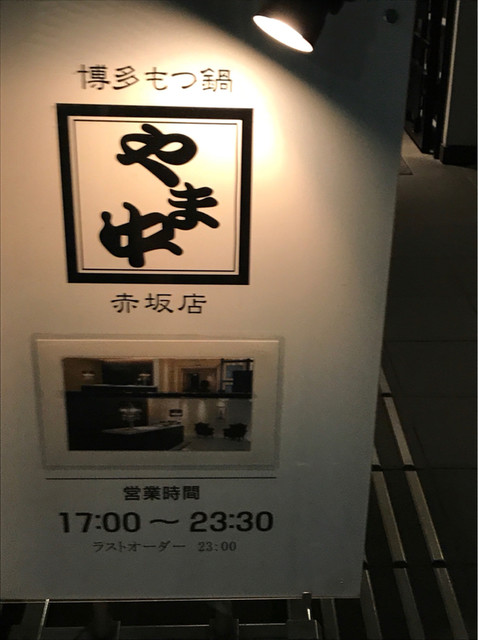 博多もつ鍋
やま中
赤坂店
営業時間
17:00 〜 23:30
ラストオーダー 23:00